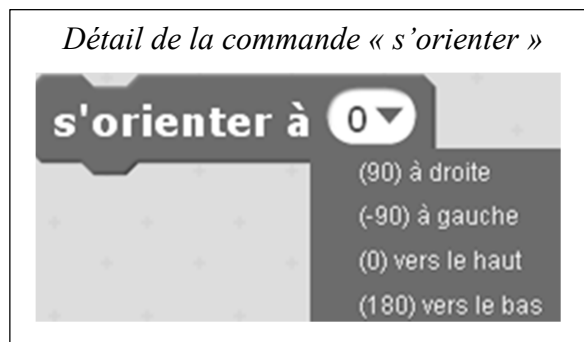 Détail de la commande « s’orienter »
s'orienter à 0
(90) à droite
(-90) à gauche
(0) vers le haut
(180) vers le bas